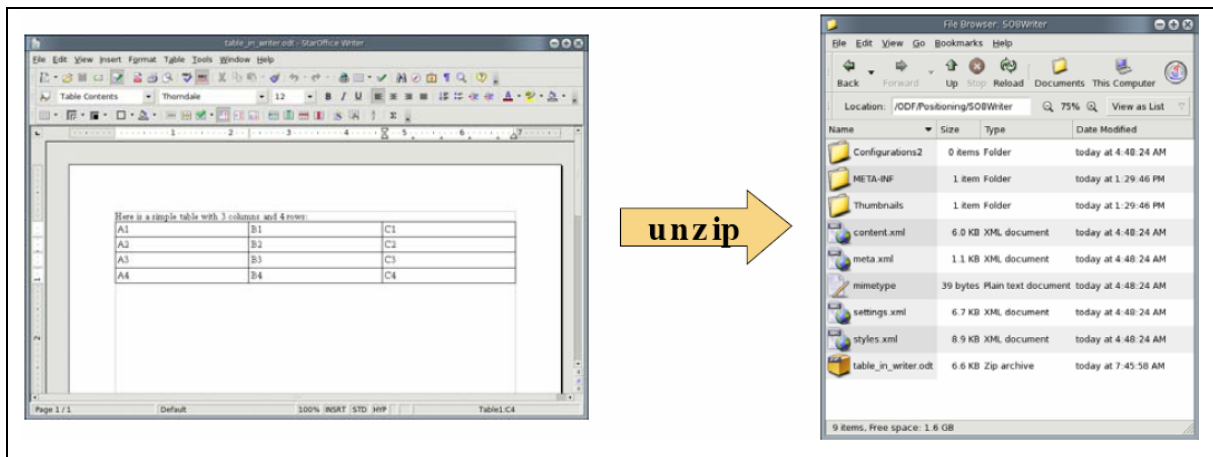 table_in_writer.odt - StarOffice Writer
File Edit View Insert Format Table Tools Window Help
Table Contents Thorndale 12 B I U
1 2 3 4 5 6 7
Here is a simple table with 3 columns and 4 rows:
A1 B1 C1
A2 B2 C2
A3 B3 C3
A4 B4 C4
Page 1 / 1 Default 100% INSRT STD HYP Table1:C4
unzip
File Browser: SO8Writer
File Edit View Go Bookmarks Help
Back Forward Up Stop Reload Documents This Computer
Location: /ODF/Positioning/SO8Writer 75% View as List
Name Size Type Date Modified
Configurations2 0 items Folder today at 4:48:24 AM
META-INF 1 item Folder today at 1:29:46 PM
Thumbnails 1 item Folder today at 1:29:46 PM
content.xml 6.0 KB XML document today at 4:48:24 AM
meta.xml 1.1 KB XML document today at 4:48:24 AM
mimetype 39 bytes Plain text document today at 4:48:24 AM
settings.xml 6.7 KB XML document today at 4:48:24 AM
styles.xml 8.9 KB XML document today at 4:48:24 AM
table_in_writer.odt 6.6 KB Zip archive today at 7:45:58 AM
9 items, Free space: 1.6 GB